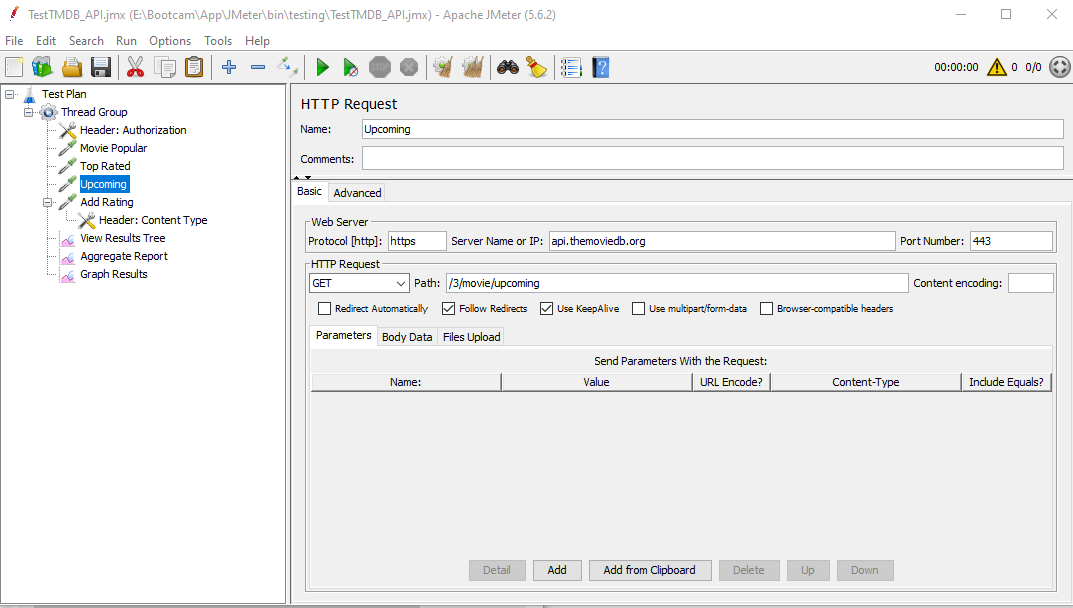 TestTMDB_API.jmx (E:\Bootcam\App\JMeter\bin\testing\TestTMDB_API.jmx) - Apache JMeter (5.6.2)
File Edit Search Run Options Tools Help
STOP 00:00:00 0 0/0
Test Plan
Thread Group
Header: Authorization
Movie Popular
Top Rated
Upcoming
Add Rating
Header: Content Type
View Results Tree
Aggregate Report
Graph Results
HTTP Request
Name: Upcoming
Comments:
Basic Advanced
Web Server
Protocol [http]: https Server Name or IP: api.themoviedb.org Port Number: 443
HTTP Request
GET Path: /3/movie/upcoming Content encoding:
Redirect Automatically Follow Redirects Use KeepAlive Use multipart/form-data Browser-compatible headers
Parameters Body Data Files Upload
Send Parameters With the Request:
Name: Value URL Encode? Content-Type Include Equals?
Detail Add Add from Clipboard Delete Up Down